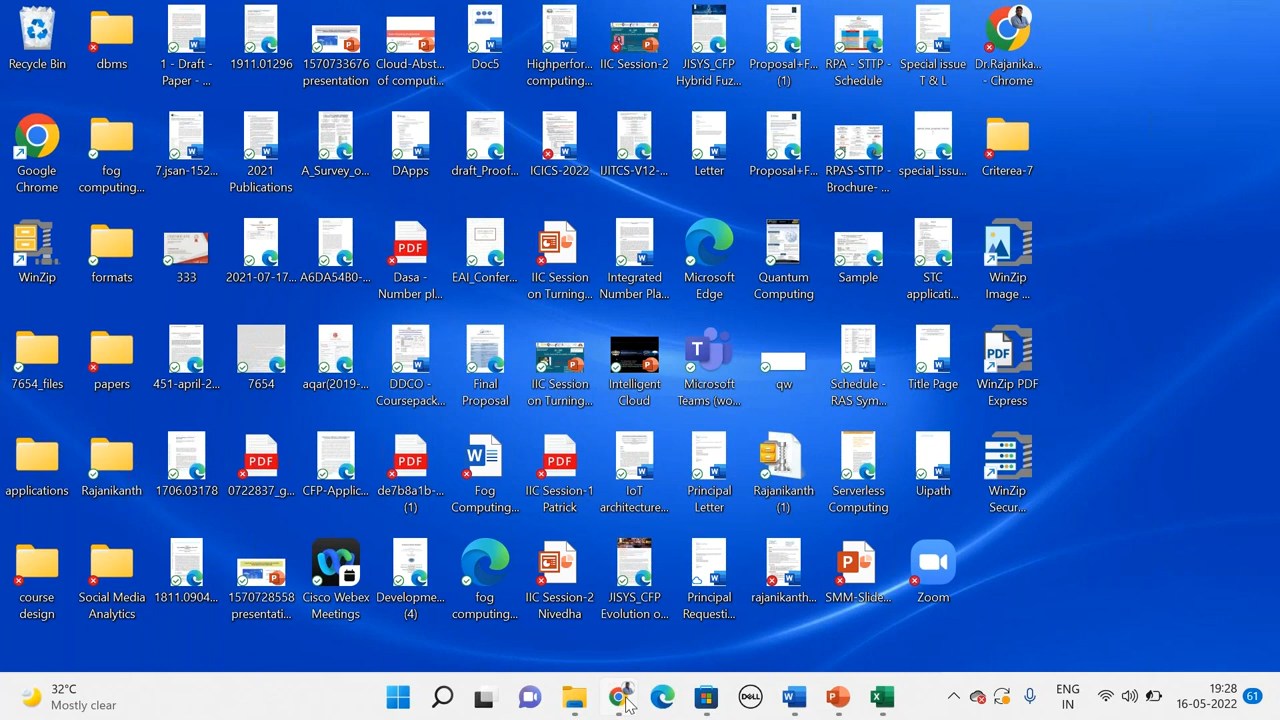 Recycle Bin
dbms
1 - Draft - Paper - ...
1911.01296
1570733676 presentation
Cloud-Abst... of computi...
Doc5
Highperfor... computing...
IIC Session-2
JISYS_CFP Hybrid Fuz...
Proposal+F... (1)
RPA - STTP - Schedule
Special issue T & L
Dr.Rajanika... - Chrome
Google Chrome
fog computing...
7.jsan-152...
2021 Publications
A_Survey_o...
DApps
draft_Proof...
ICICS-2022
IJITCS-V12-...
Letter
Proposal+F...
RPAS-STTP - Brochure- ...
special_issu...
Criterea-7
WinZip
formats
333
2021-07-17...
A6DA54B0-...
PDF
Dasa Number pl...
EAI_Confer...
IIC Session on Turning...
Integrated Number Pla...
Microsoft Edge
Quantum Computing
Sample
STC applicati...
WinZip Image ...
7654_files
papers
451-april-2...
7654
aqar(2019-...
DDCO - Coursepack...
Final Proposal
IIC Session on Turning...
Intelligent Cloud
Microsoft Teams (wo...
qw
Schedule - RAS Sym...
Title Page
PDF
WinZip PDF Express
applications
Rajanikanth
1706.03178
PDF
0722837_g...
CFP-Applic...
PDF
de7b8a1b-... (1)
Fog Computing...
PDF
IIC Session-1 Patrick
IoT architecture...
Principal Letter
Rajanikanth (1)
Serverless Computing
Uipath
WinZip Secur...
course design
Social Media Analytics
1811.0904...
1570728558 presentati...
Cisco Webex Meetings
Developme... (4)
fog computing...
IIC Session-2 Nivedha
JISYS_CFP Evolution o...
Principal Requesti...
rajanikanth...
SMM-Slide...
Zoom
32°C
Mostly clear
DELL
ENG
IN
19:28
16-05-2022
61